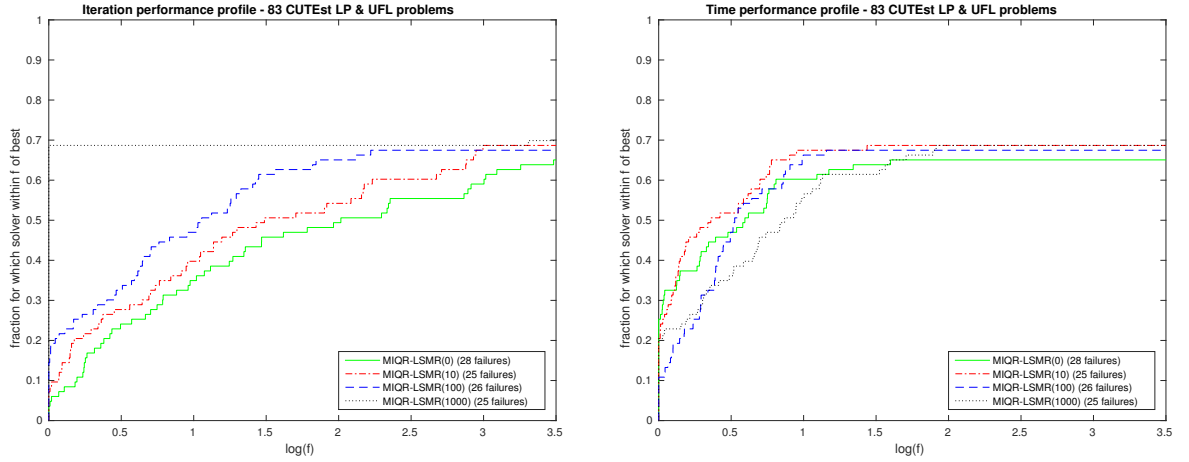 Iteration performance profile - 83 CUTEst LP & UFL problems
1
0.9
0.8
0.7
0.6
0.5
0.4
0.3
0.2
0.1
0
fraction for which solver within f of best
0 0.5 1 1.5 2 2.5 3 3.5
log(f)
MIQR-LSMR(0) (28 failures)
MIQR-LSMR(10) (25 failures)
MIQR-LSMR(100) (26 failures)
MIQR-LSMR(1000) (25 failures)
Time performance profile - 83 CUTEst LP & UFL problems
1
0.9
0.8
0.7
0.6
0.5
0.4
0.3
0.2
0.1
0
fraction for which solver within f of best
0 0.5 1 1.5 2 2.5 3 3.5
log(f)
MIQR-LSMR(0) (28 failures)
MIQR-LSMR(10) (25 failures)
MIQR-LSMR(100) (26 failures)
MIQR-LSMR(1000) (25 failures)